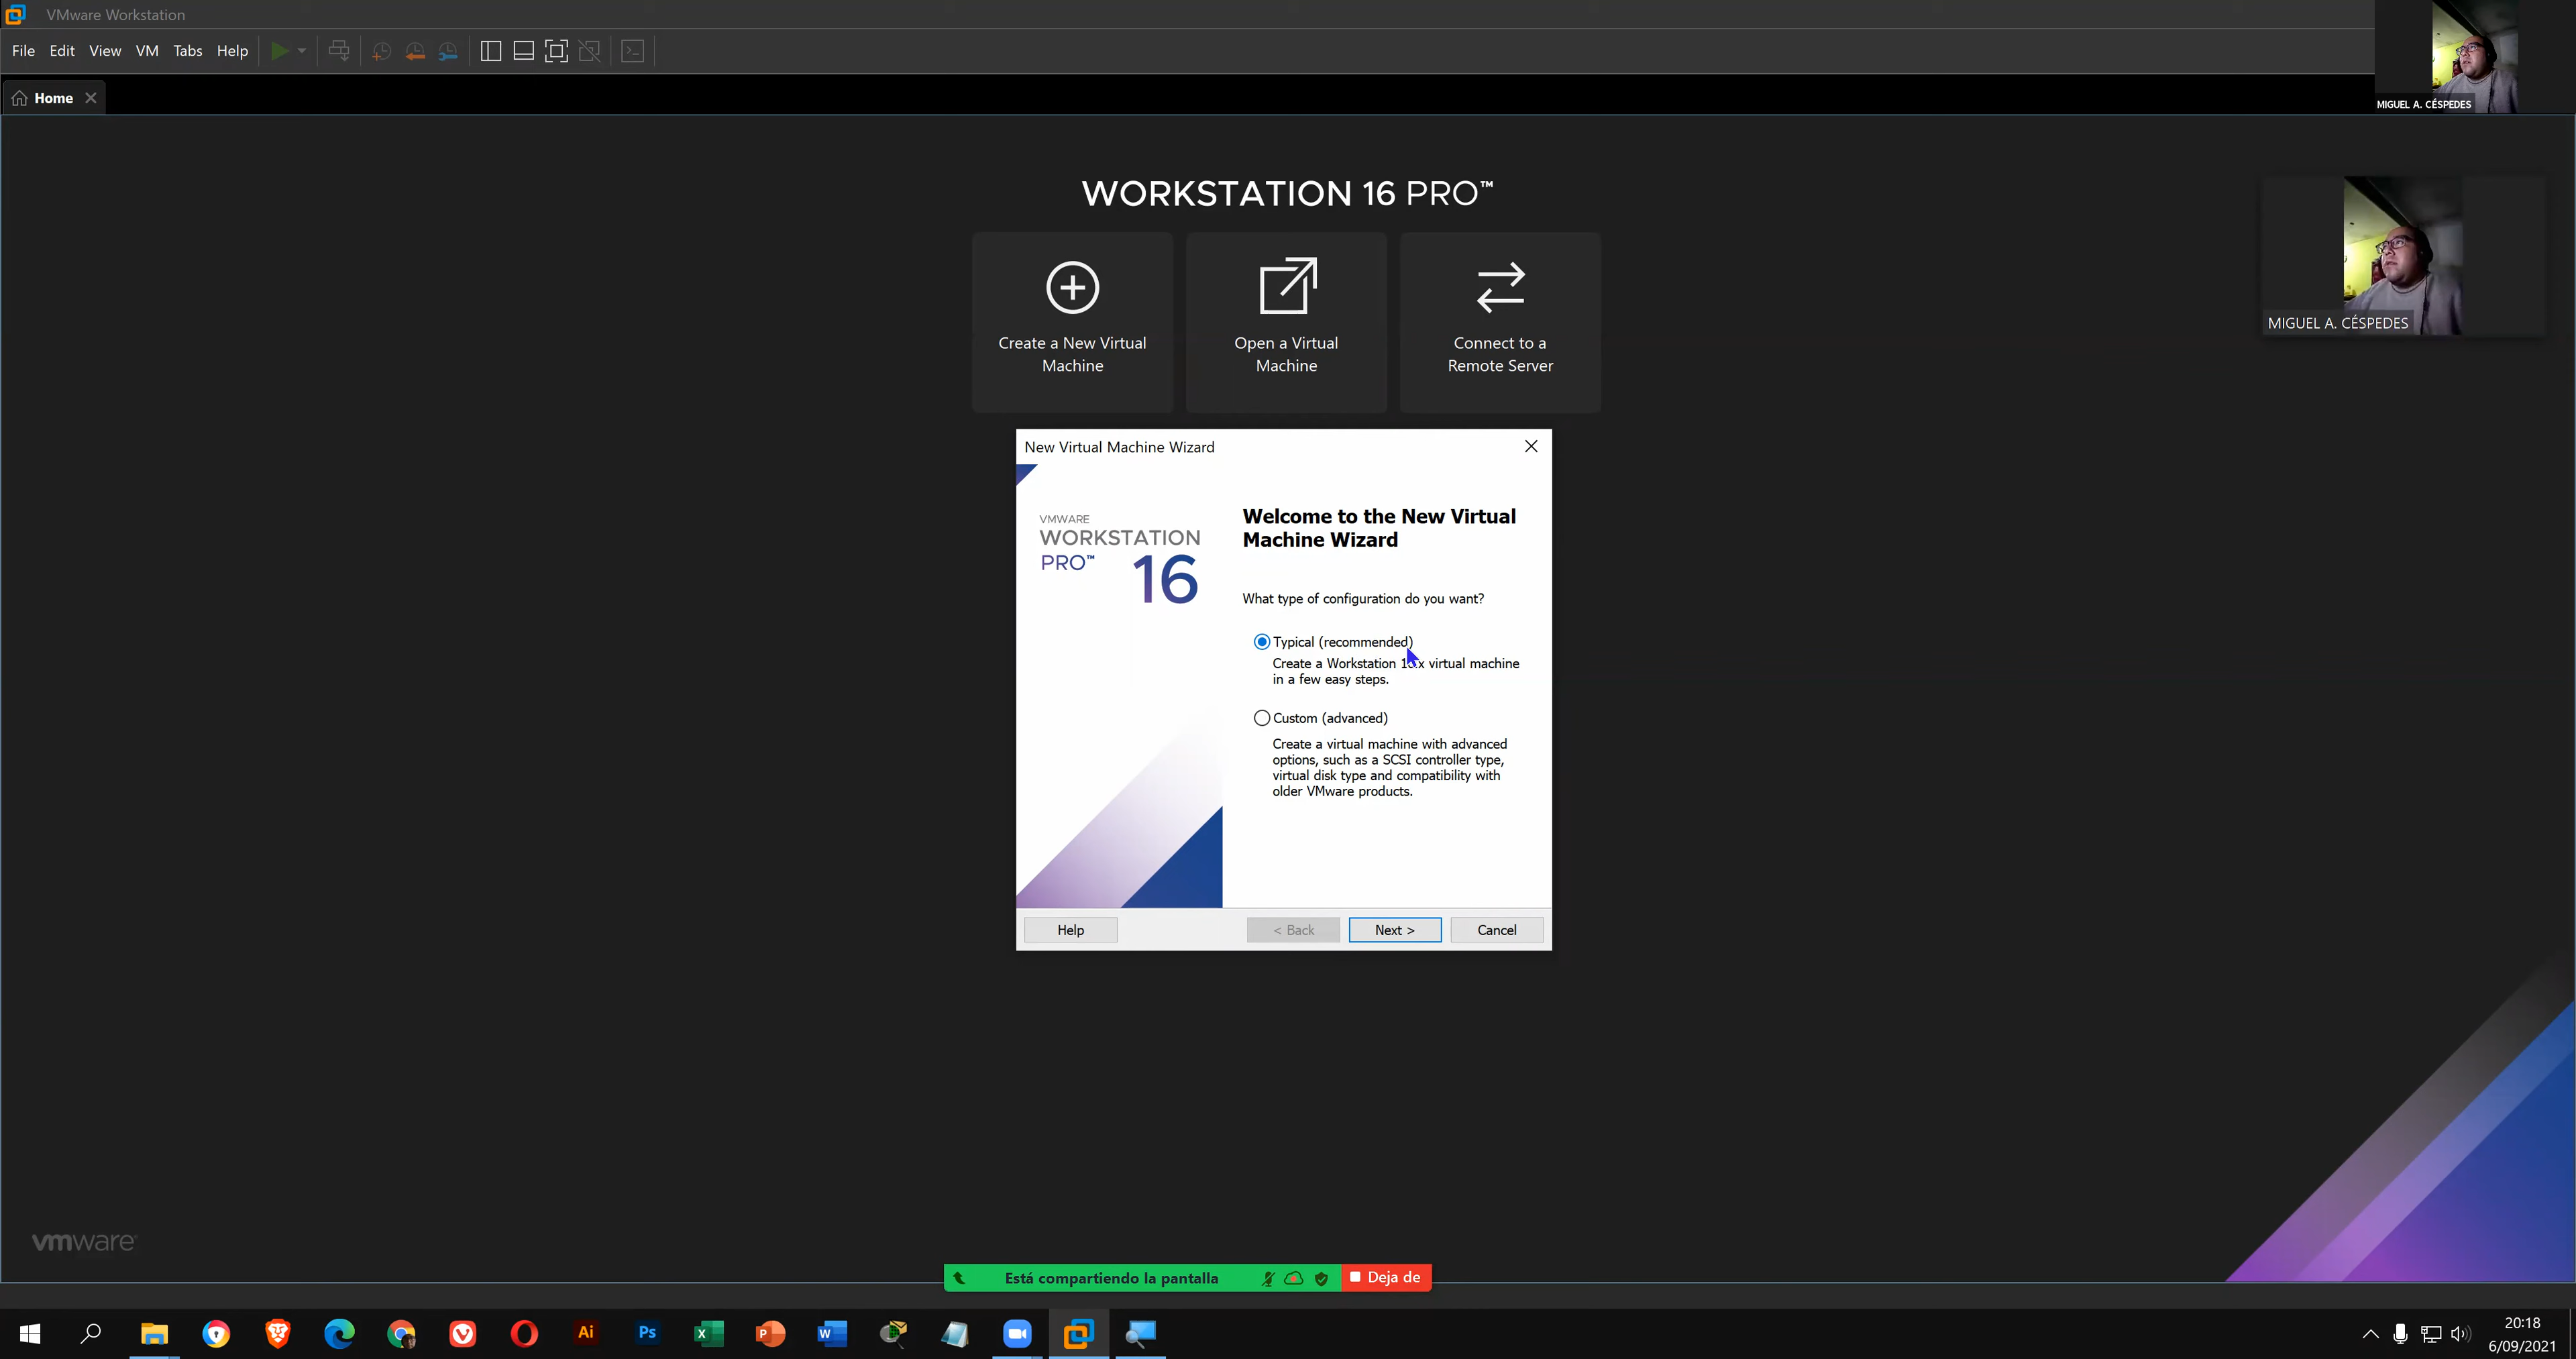 VMware Workstation
File Edit View VM Tabs Help
MIGUEL A. CÉSPEDES
Home
WORKSTATION 16 PRO™
Create a New Virtual
Machine
Open a Virtual
Machine
Connect to a
Remote Server
MIGUEL A. CÉSPEDES
New Virtual Machine Wizard
VMWARE
WORKSTATION
PRO™ 16
Welcome to the New Virtual
Machine Wizard
What type of configuration do you want?
Typical (recommended)
Create a Workstation virtual machine
in a few easy steps.
Custom (advanced)
Create a virtual machine with advanced
options, such as a SCSI controller type,
virtual disk type and compatibility with
older VMware products.
Help < Back Next > Cancel
vmware
Está compartiendo la pantalla Deja de
Ai Ps X P W
20:18
6/09/2021